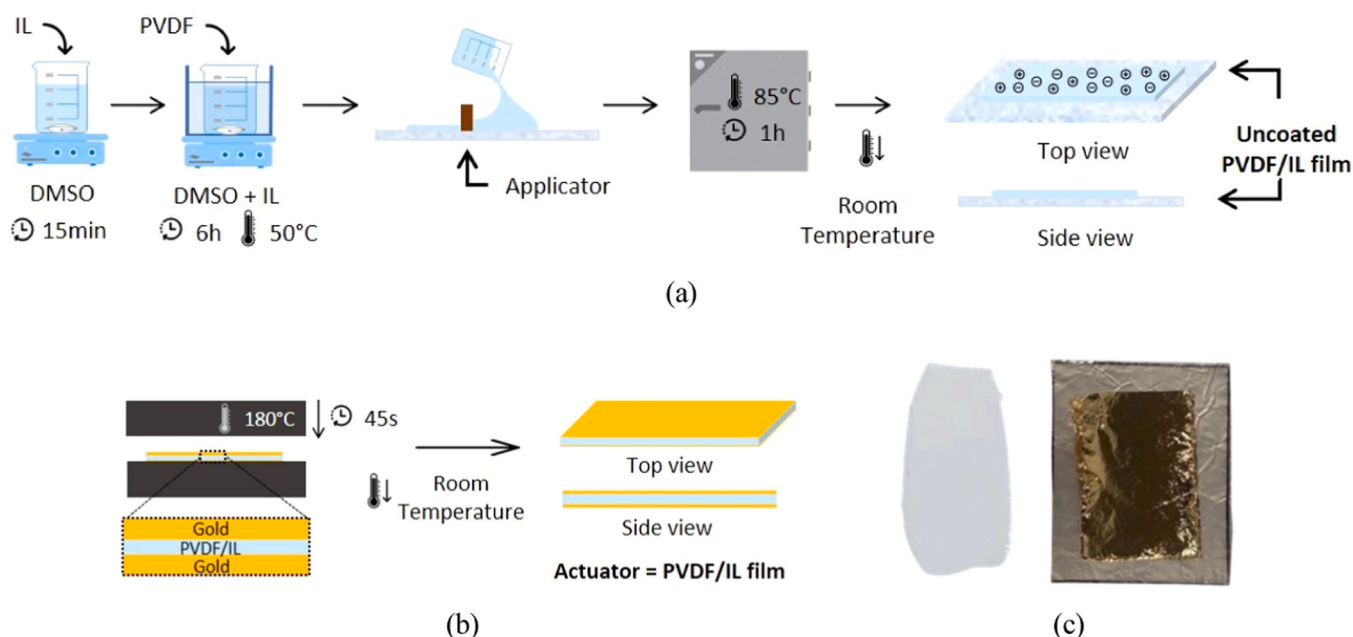 IL
PVDF
DMSO
15min
DMSO + IL
6h 50°C
Applicator
85°C
1h
Room
Temperature
Top view
Side view
Uncoated
PVDF/IL film
(a)
180°C
45s
Gold
PVDF/IL
Gold
Room
Temperature
Top view
Side view
Actuator = PVDF/IL film
(b)
(c)